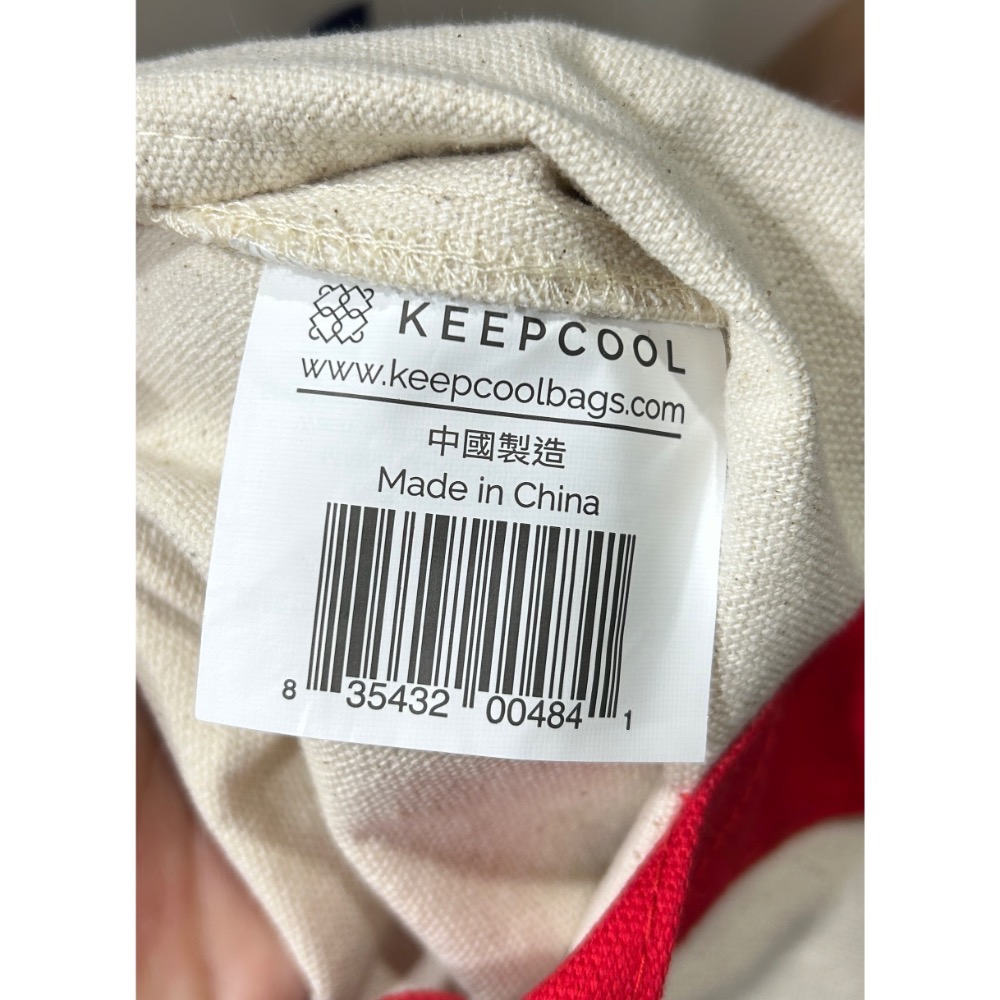 KEEPCOOL
www.keepcoolbags.com
中國製造
Made in China
8 35432 00484 1